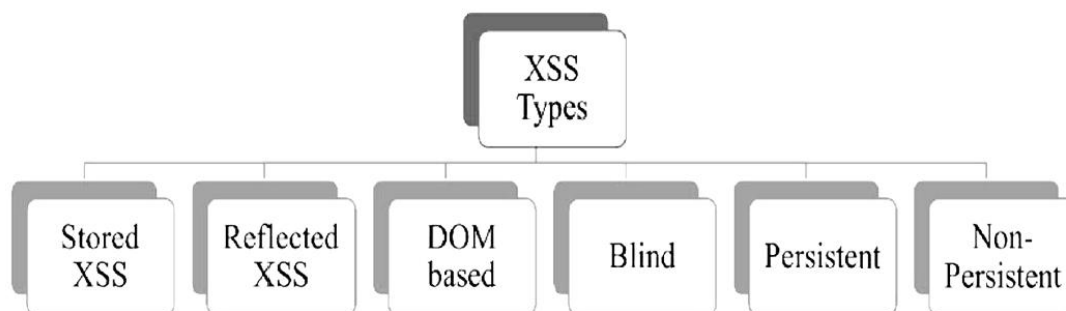 XSS
Types
Stored
XSS
Reflected
XSS
DOM
based
Blind
Persistent
Non-
Persistent